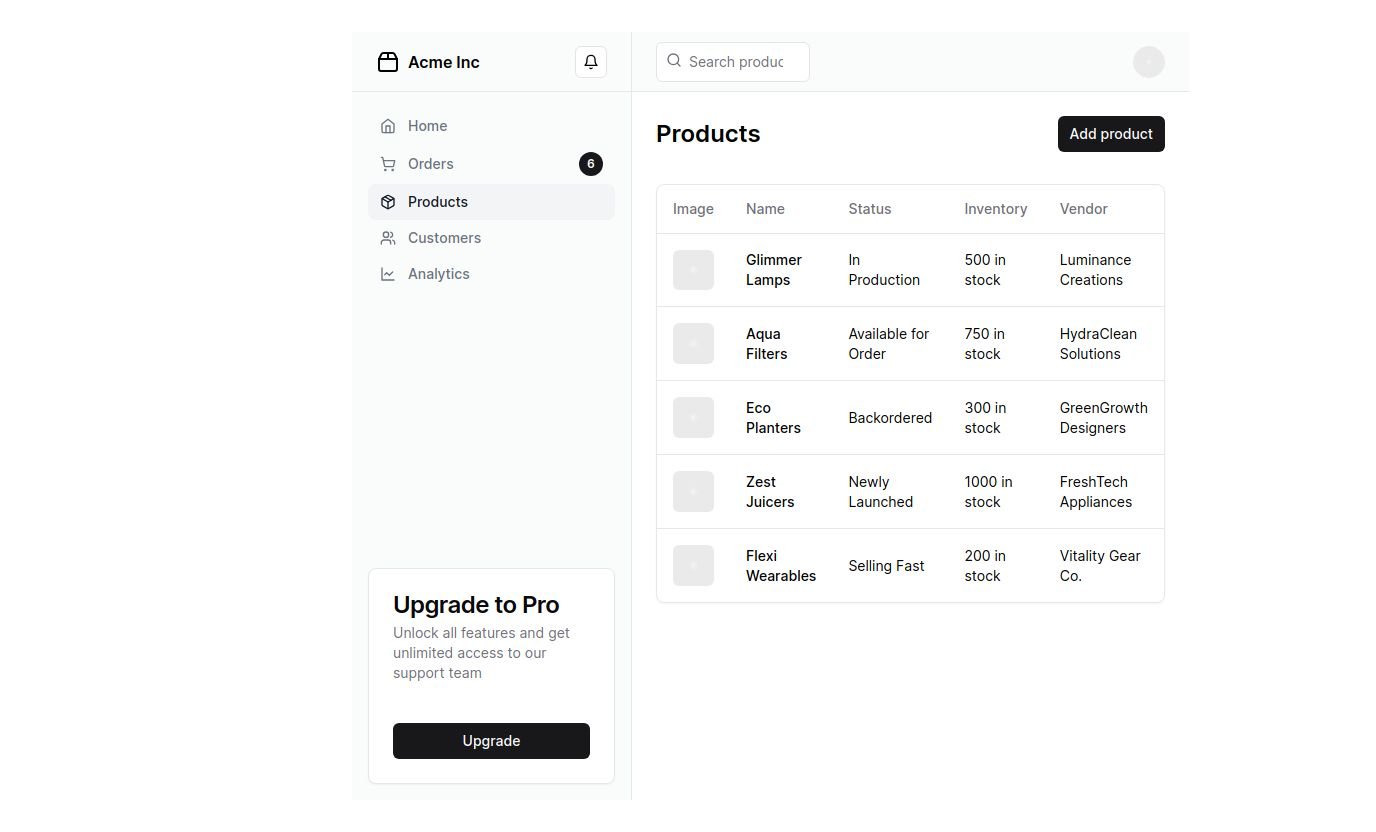 Acme Inc
Search produc
Home
Orders
6
Products
Customers
Analytics
Upgrade to Pro
Unlock all features and get
unlimited access to our
support team
Upgrade
Products
Add product
Image Name Status Inventory Vendor
Glimmer
Lamps
In
Production
500 in
stock
Luminance
Creations
Aqua
Filters
Available for
Order
750 in
stock
HydraClean
Solutions
Eco
Planters
Backordered
300 in
stock
GreenGrowth
Designers
Zest
Juicers
Newly
Launched
1000 in
stock
FreshTech
Appliances
Flexi
Wearables
Selling Fast
200 in
stock
Vitality Gear
Co.